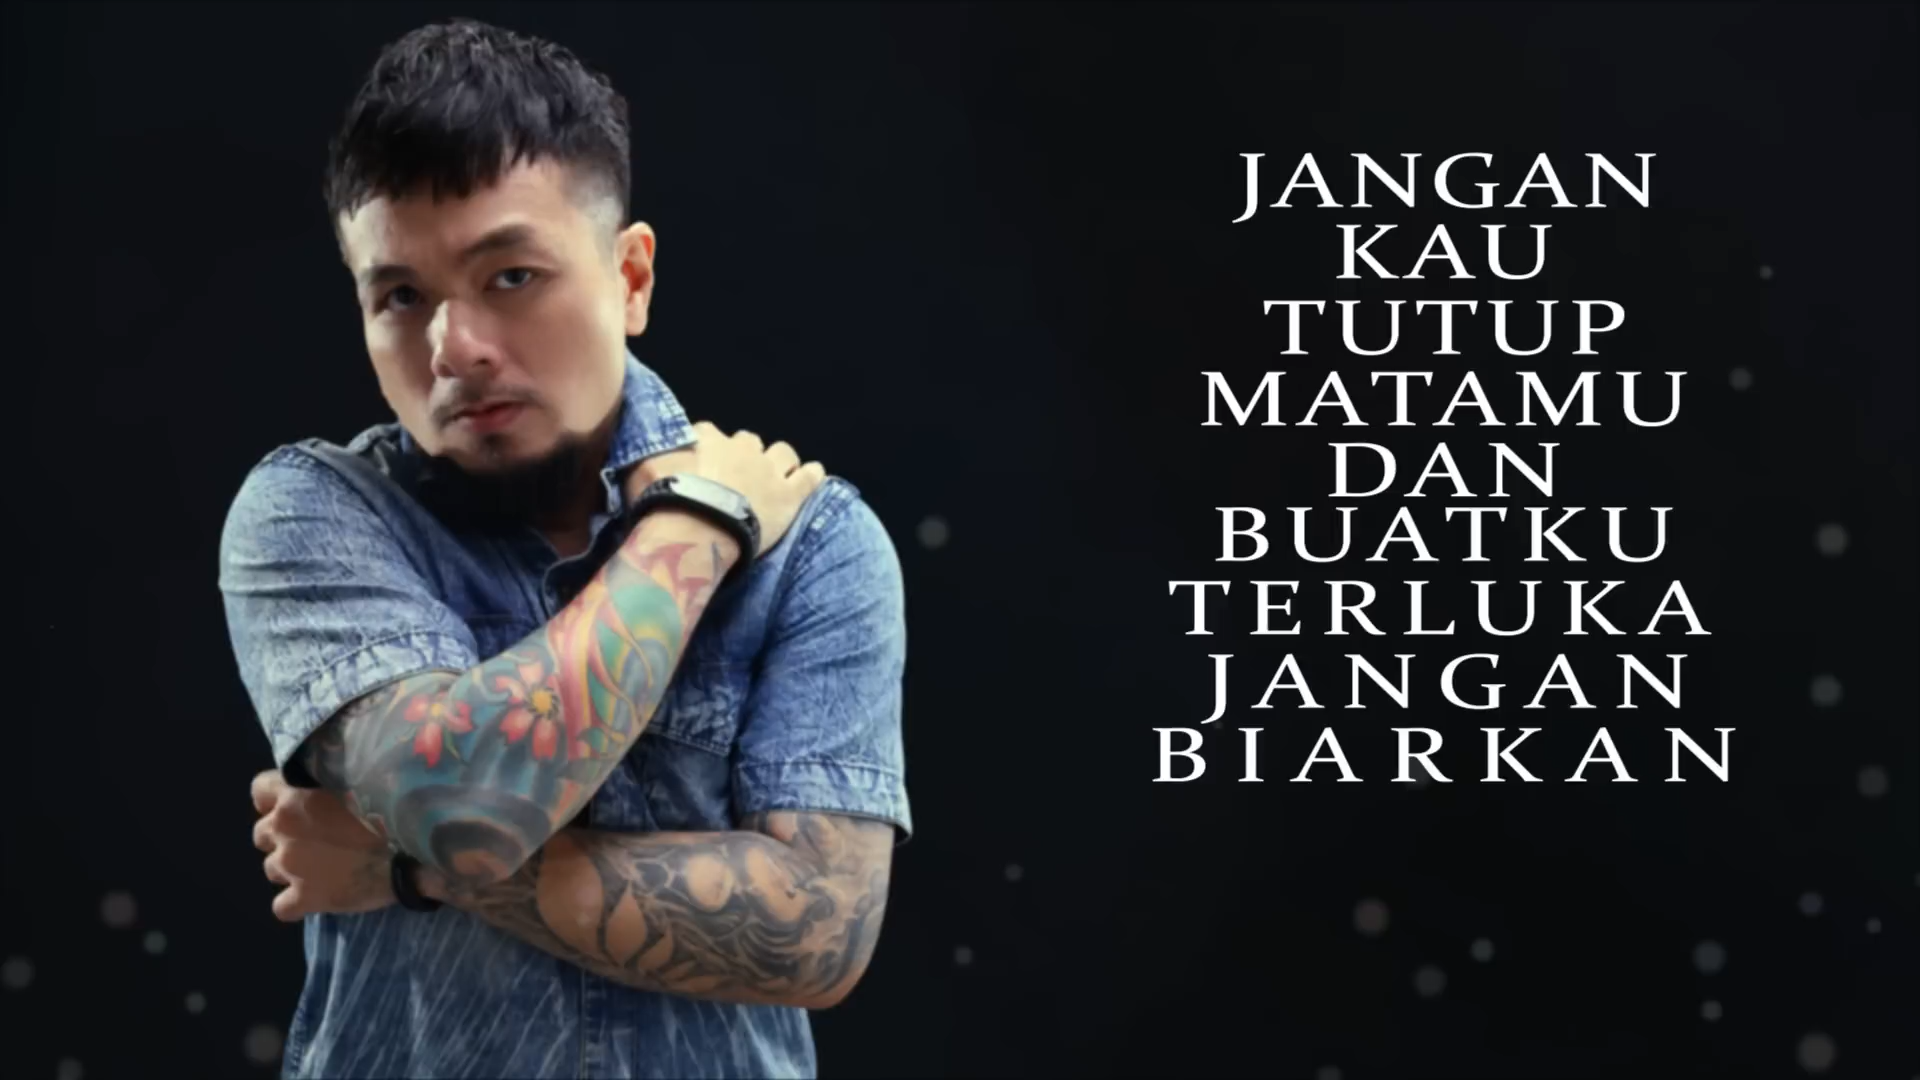 JANGAN
KAU
TUTUP
MATAMU
DAN
BUATKU
TERLUKA
JANGAN
BIARKAN